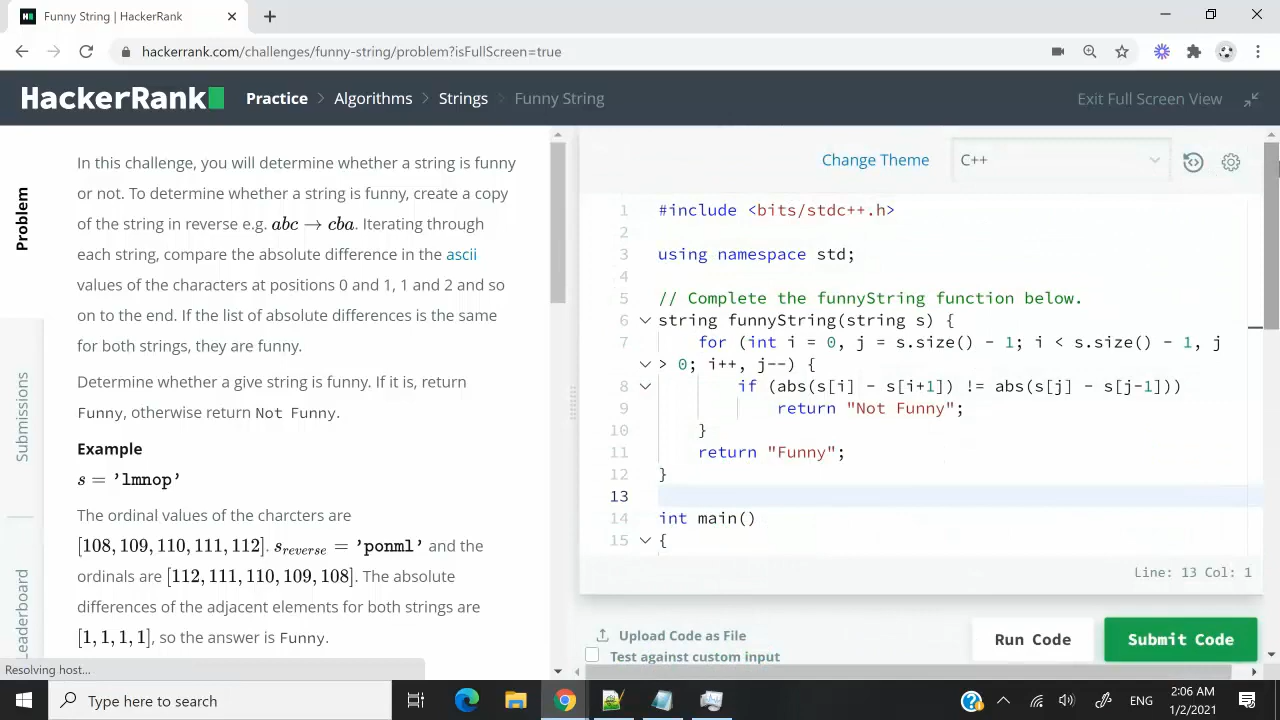 Funny String | HackerRank
hackerrank.com/challenges/funny-string/problem?isFullScreen=true
HackerRank
Practice > Algorithms > Strings > Funny String
Exit Full Screen View
Problem
Submissions
Leaderboard
In this challenge, you will determine whether a string is funny
or not. To determine whether a string is funny, create a copy
of the string in reverse e.g. abc → cba. Iterating through
each string, compare the absolute difference in the ascii
values of the characters at positions 0 and 1, 1 and 2 and so
on to the end. If the list of absolute differences is the same
for both strings, they are funny.
Determine whether a give string is funny. If it is, return
Funny, otherwise return Not Funny.
Example
s = 'lmnop'
The ordinal values of the charcters are
[108, 109, 110, 111, 112]. s_reverse = 'ponml' and the
ordinals are [112, 111, 110, 109, 108]. The absolute
differences of the adjacent elements for both strings are
[1, 1, 1, 1], so the answer is Funny.
Resolving host...
Change Theme
C++
1 #include <bits/stdc++.h>
2
3 using namespace std;
4
5 // Complete the funnyString function below.
6 string funnyString(string s) {
7     for (int i = 0, j = s.size() - 1; i < s.size() - 1, j
> 0; i++, j--) {
8         if (abs(s[i] - s[i+1]) != abs(s[j] - s[j-1]))
9             return "Not Funny";
10     }
11     return "Funny";
12 }
13
14 int main()
15 {
Line: 13 Col: 1
Upload Code as File
Test against custom input
Run Code
Submit Code
Type here to search
ENG
2:06 AM
1/2/2021